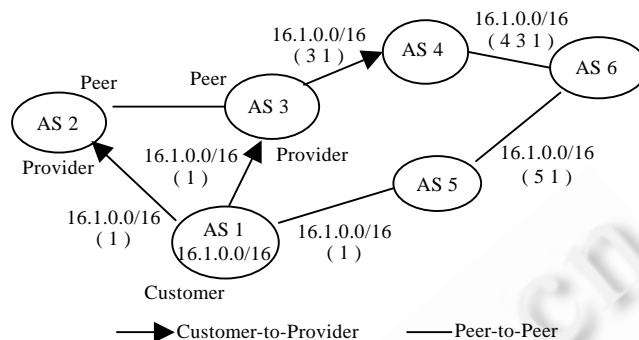 16.1.0.0/16
( 3 1 )
AS 4
16.1.0.0/16
( 4 3 1 )
AS 6
Peer
Peer
AS 2
AS 3
Provider
16.1.0.0/16
( 1 )
Provider
16.1.0.0/16
( 5 1 )
AS 5
16.1.0.0/16
( 1 )
AS 1
16.1.0.0/16
16.1.0.0/16
( 1 )
Customer
Customer-to-Provider
Peer-to-Peer